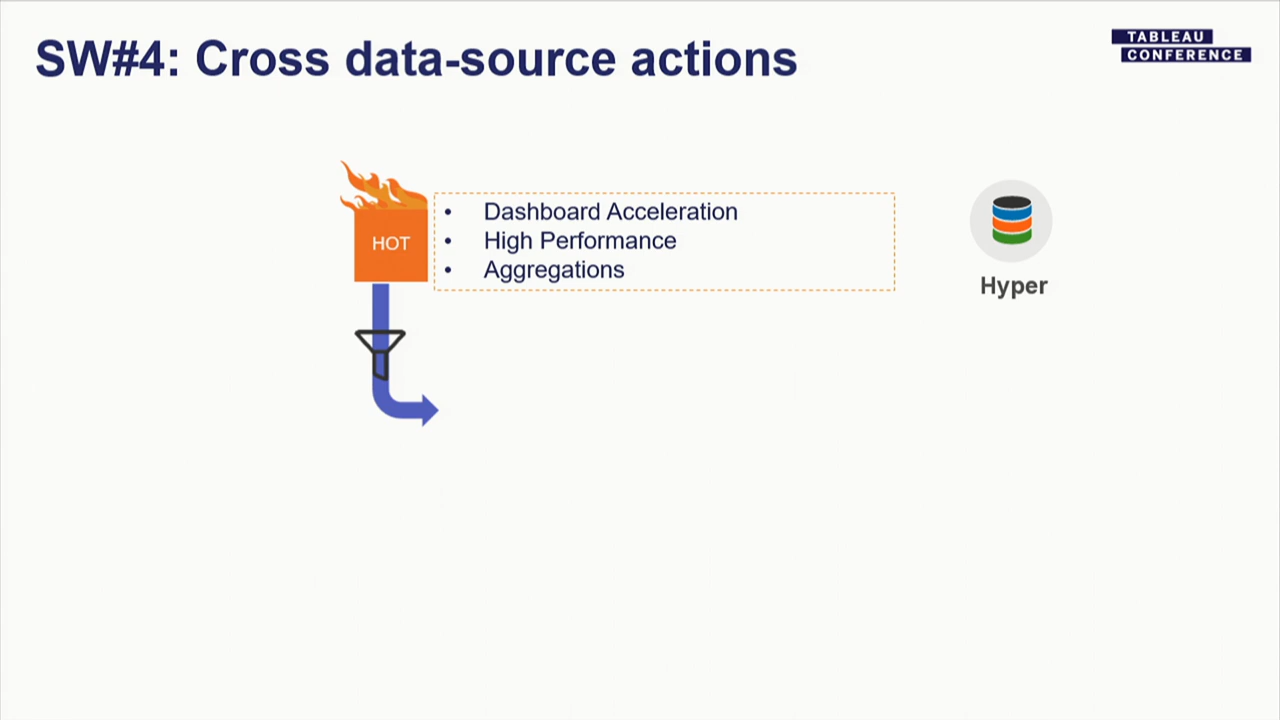 SW#4: Cross data-source actions
TABLEAU
CONFERENCE
HOT
• Dashboard Acceleration
• High Performance
• Aggregations
Hyper